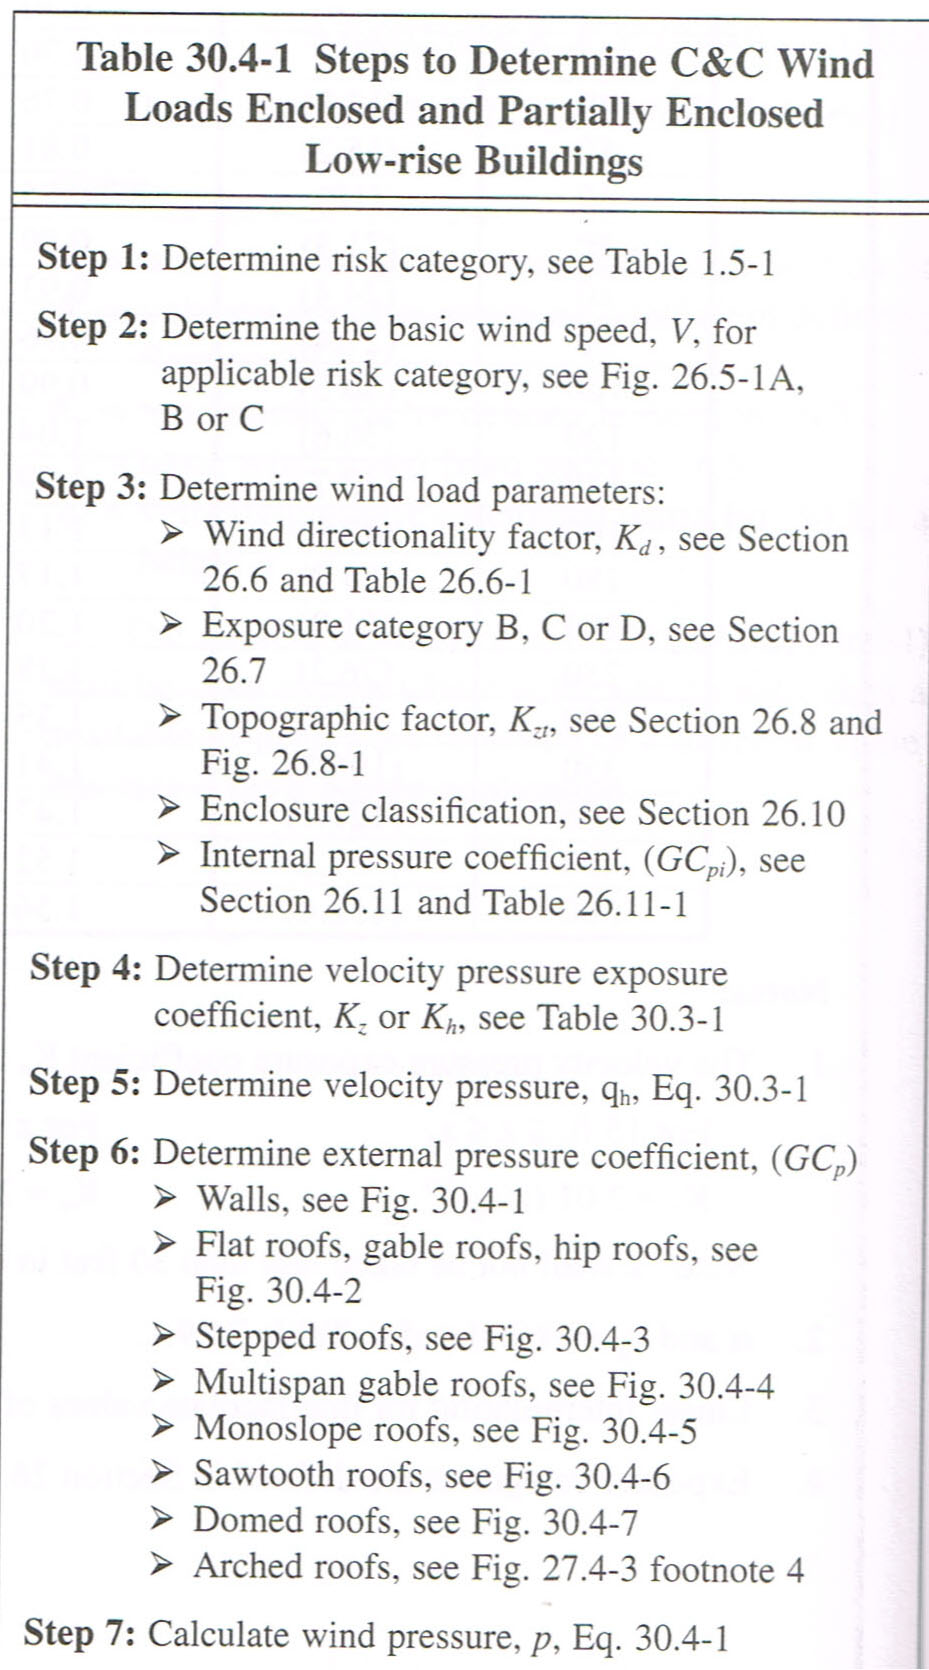 Table 30.4-1 Steps to Determine C&C Wind
Loads Enclosed and Partially Enclosed
Low-rise Buildings
Step 1: Determine risk category, see Table 1.5-1
Step 2: Determine the basic wind speed, V, for
applicable risk category, see Fig. 26.5-1A,
B or C
Step 3: Determine wind load parameters:
➢ Wind directionality factor, K_d, see Section
26.6 and Table 26.6-1
➢ Exposure category B, C or D, see Section
26.7
➢ Topographic factor, K_zt, see Section 26.8 and
Fig. 26.8-1
➢ Enclosure classification, see Section 26.10
➢ Internal pressure coefficient, (GC_pi), see
Section 26.11 and Table 26.11-1
Step 4: Determine velocity pressure exposure
coefficient, K_z or K_h, see Table 30.3-1
Step 5: Determine velocity pressure, q_h, Eq. 30.3-1
Step 6: Determine external pressure coefficient, (GC_p)
➢ Walls, see Fig. 30.4-1
➢ Flat roofs, gable roofs, hip roofs, see
Fig. 30.4-2
➢ Stepped roofs, see Fig. 30.4-3
➢ Multispan gable roofs, see Fig. 30.4-4
➢ Monoslope roofs, see Fig. 30.4-5
➢ Sawtooth roofs, see Fig. 30.4-6
➢ Domed roofs, see Fig. 30.4-7
➢ Arched roofs, see Fig. 27.4-3 footnote 4
Step 7: Calculate wind pressure, p, Eq. 30.4-1